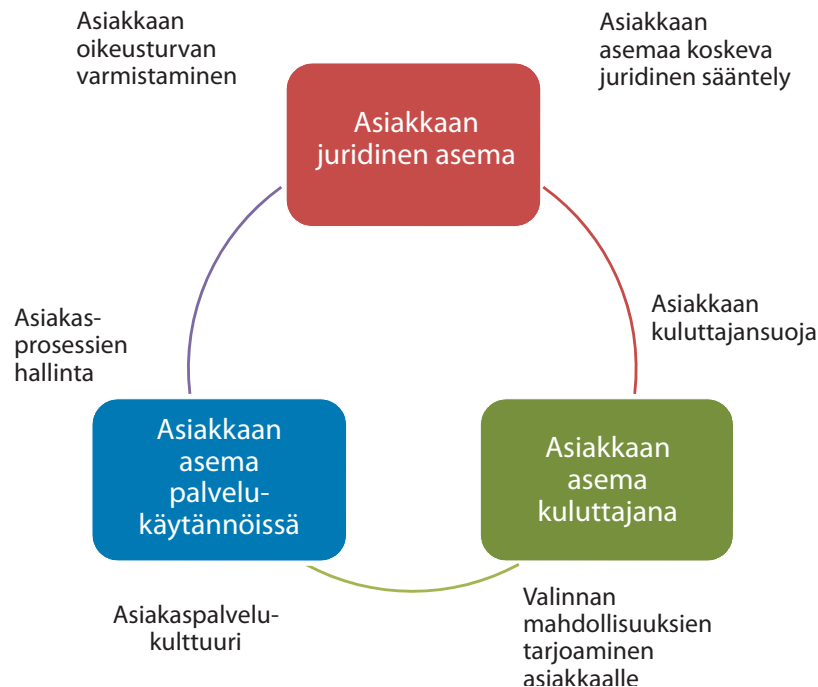 Asiakkaan
oikeusturvan
varmistaminen
Asiakkaan
asemaa koskeva
juridinen sääntely
Asiakkaan
juridinen asema
Asiakas-
prosessien
hallinta
Asiakkaan
kuluttajansuoja
Asiakkaan
asema
palvelu-
käytännöissä
Asiakkaan
asema
kuluttajana
Asiakaspalvelu-
kulttuuri
Valinnan
mahdollisuuksien
tarjoaminen
asiakkaalle